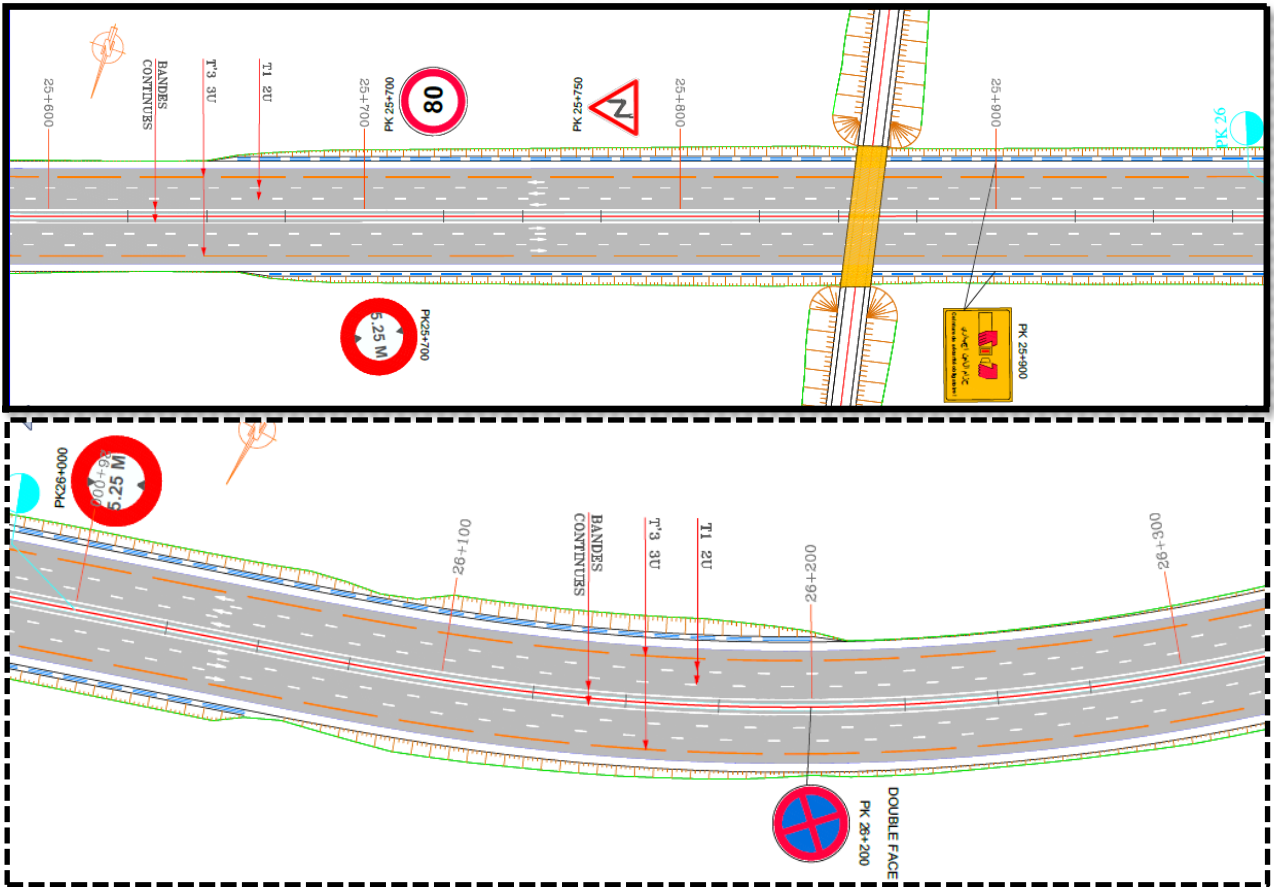 25+600
BANDES
CONTINUES
T'3 3U
T1 2U
25+700
PK 25+700
80
PK 25+750
25+800
25+900
PK 26
5.25 M
PK25+700
PK 25+900
PK26+000
26+000
5.25 M
26+100
BANDES
CONTINUES
T'3 3U
T1 2U
26+200
26+300
DOUBLE FACE
PK 26+200